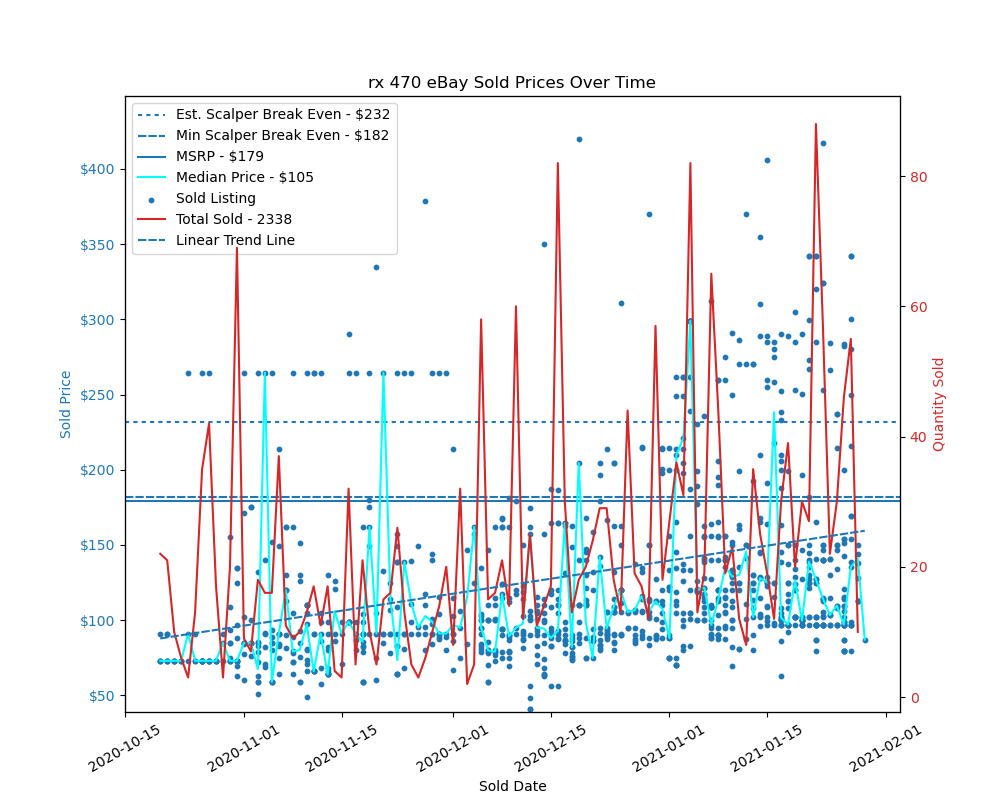 rx 470 eBay Sold Prices Over Time
Est. Scalper Break Even - $232
Min Scalper Break Even - $182
MSRP - $179
Median Price - $105
Sold Listing
Total Sold - 2338
Linear Trend Line
$400
$350
$300
$250
$200
$150
$100
$50
Sold Price
80
60
40
20
0
Quantity Sold
2020-10-15
2020-11-01
2020-11-15
2020-12-01
2020-12-15
2021-01-01
2021-01-15
2021-02-01
Sold Date